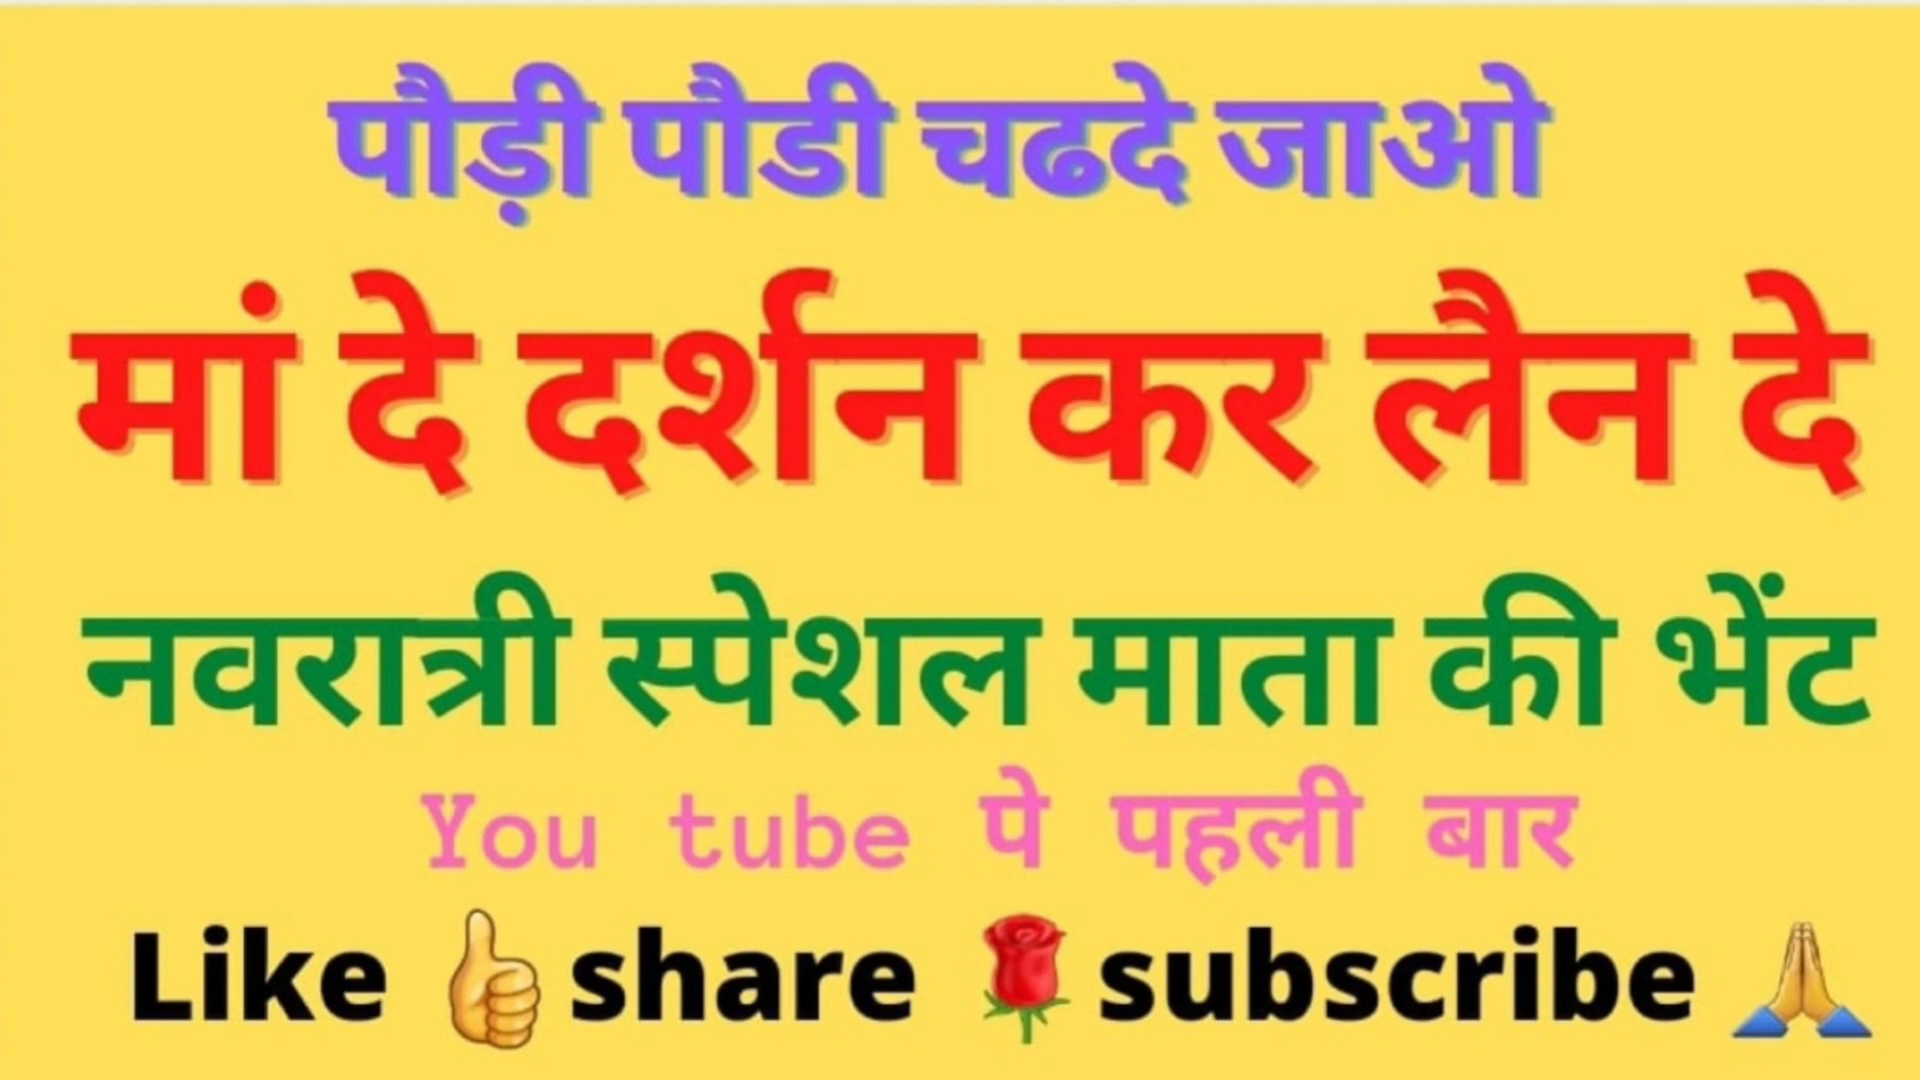 पौड़ी पौडी चढदे जाओ
मां दे दर्शन कर लैन दे
नवरात्री स्पेशल माता की भेंट
You tube पे पहली बार
Like 👍 share 🌹 subscribe 🙏